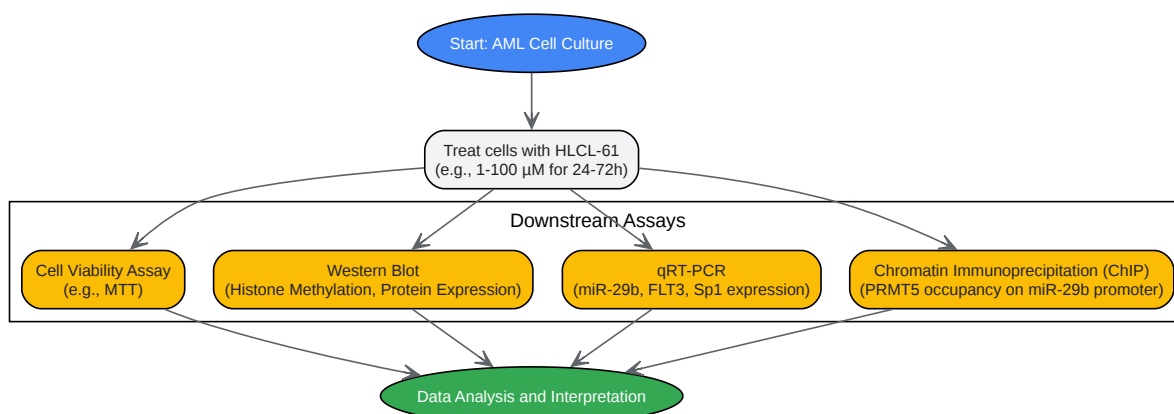 Start: AML Cell Culture
Treat cells with HLCL-61
(e.g., 1-100 µM for 24-72h)
Downstream Assays
Cell Viability Assay
(e.g., MTT)
Western Blot
(Histone Methylation, Protein Expression)
qRT-PCR
(miR-29b, FLT3, Sp1 expression)
Chromatin Immunoprecipitation (ChIP)
(PRMT5 occupancy on miR-29b promoter)
Data Analysis and Interpretation